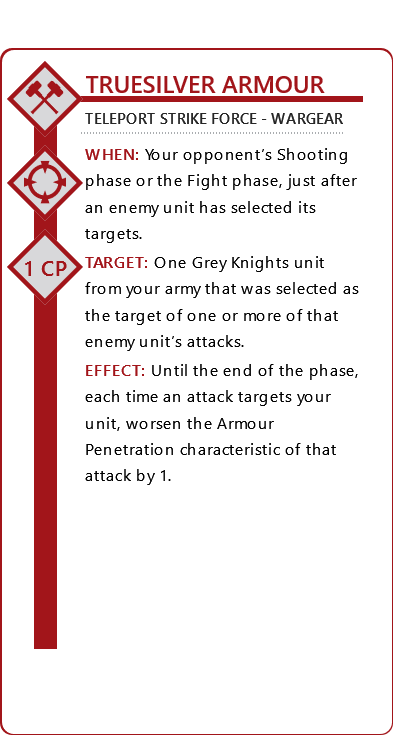 TRUESILVER ARMOUR
TELEPORT STRIKE FORCE - WARGEAR
WHEN: Your opponent's Shooting
phase or the Fight phase, just after
an enemy unit has selected its
targets.
1 CP
TARGET: One Grey Knights unit
from your army that was selected as
the target of one or more of that
enemy unit's attacks.
EFFECT: Until the end of the phase,
each time an attack targets your
unit, worsen the Armour
Penetration characteristic of that
attack by 1.